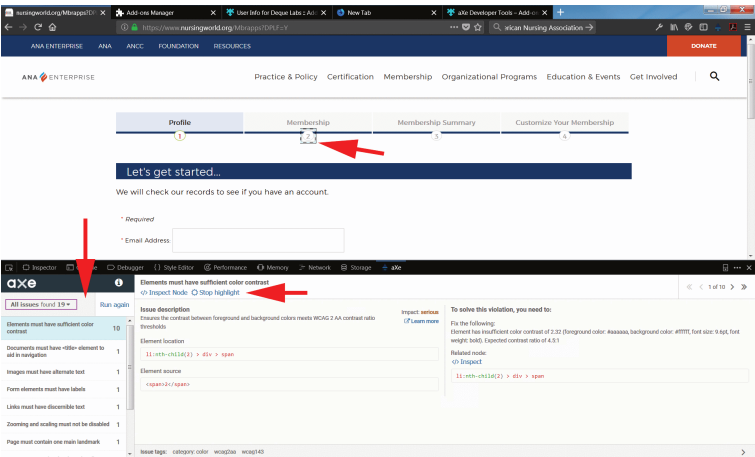 nursingworld.org/Mbrapps?DPL
Add-ons Manager
User Info for Deque Labs :: Add
New Tab
aXe Developer Tools – Add-on
https://www.nursingworld.org/Mbrapps?DPLF=Y
rican Nursing Association →
ANA ENTERPRISE ANA ANCC FOUNDATION RESOURCES
DONATE
ANA ENTERPRISE
Practice & Policy Certification Membership Organizational Programs Education & Events Get Involved
Profile Membership Membership Summary Customize Your Membership
1 2 3 4
Let's get started...
We will check our records to see if you have an account.
* Required
* Email Address:
Inspector Debugger {} Style Editor Performance Memory Network Storage aXe
aXe
All issues found 19
Run again
Elements must have sufficient color contrast 10
Documents must have <title> element to aid in navigation 1
Images must have alternate text 1
Form elements must have labels 1
Links must have discernible text 1
Zooming and scaling must not be disabled 1
Page must contain one main landmark 1
Elements must have sufficient color contrast
</> Inspect Node Stop highlight
1 of 10
Issue description
Impact: serious
Ensures the contrast between foreground and background colors meets WCAG 2 AA contrast ratio
thresholds
Learn more
Element location
li:nth-child(2) > div > span
Element source
<span>2</span>
To solve this violation, you need to:
Fix the following:
Element has insufficient color contrast of 2.32 (foreground color: #aaaaaa, background color: #ffffff, font size: 9.6pt, font
weight: bold). Expected contrast ratio of 4.5:1
Related node:
</> Inspect
li:nth-child(2) > div > span
Issue tags: category: color wcag2aa wcag143